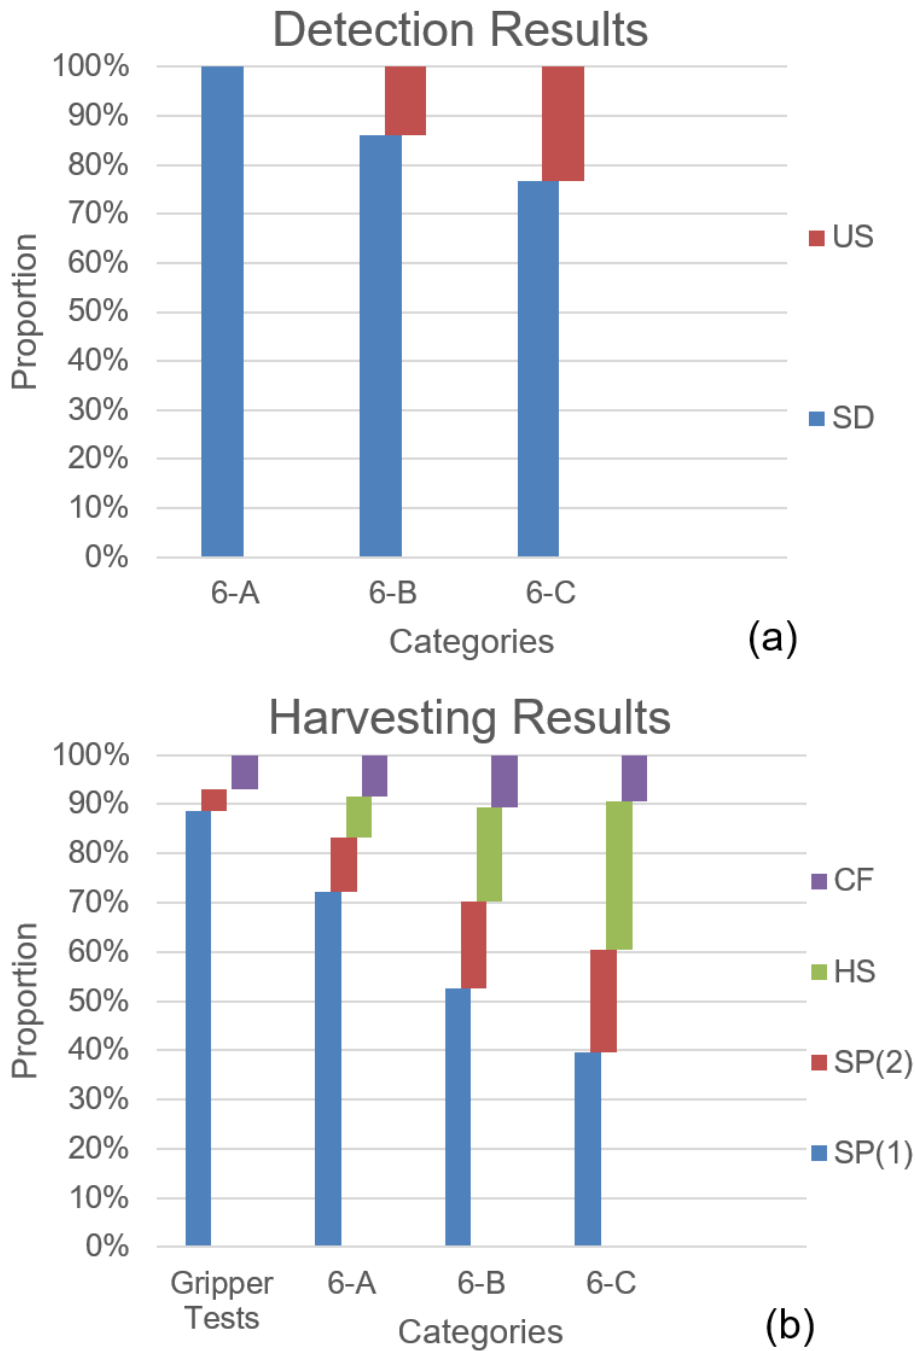 Detection Results
100%
90%
80%
70%
60%
50%
40%
30%
20%
10%
0%
Proportion
6-A
6-B
6-C
Categories
US
SD
(a)
Harvesting Results
100%
90%
80%
70%
60%
50%
40%
30%
20%
10%
0%
Proportion
Gripper
Tests
6-A
6-B
6-C
Categories
CF
HS
SP(2)
SP(1)
(b)